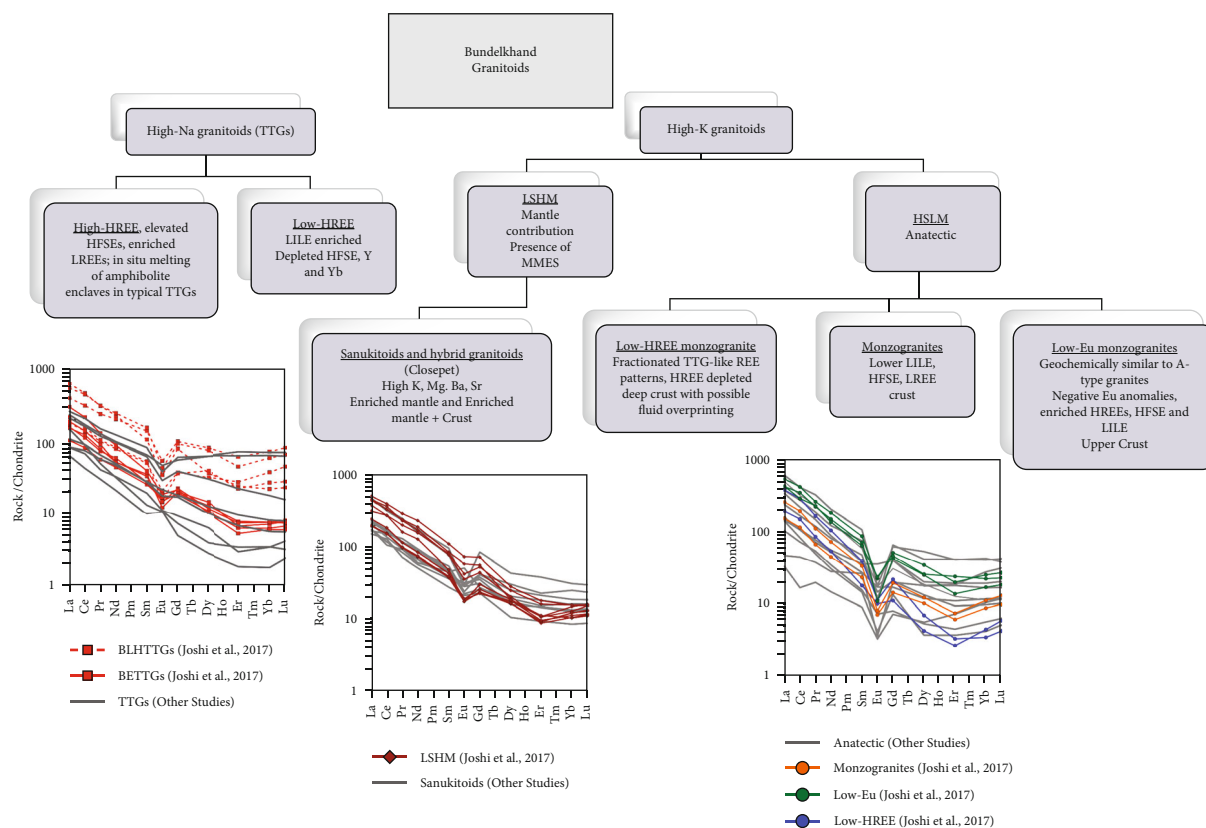 Bundelkhand
Granitoids
High-Na granitoids (TTGs)
High-K granitoids
High-HREE, elevated
HFSEs, enriched
LREEs; in situ melting
of amphibolite
enclaves in typical TTGs
Low-HREE
LILE enriched
Depleted HFSE, Y
and Yb
LSHM
Mantle
contribution
Presence of
MMES
HSLM
Anatectic
Sanukitoids and hybrid granitoids
(Closepet)
High K, Mg. Ba, Sr
Enriched mantle and Enriched
mantle + Crust
Low-HREE monzogranite
Fractionated TTG-like REE
patterns, HREE depleted
deep crust with possible
fluid overprinting
Monzogranites
Lower LILE,
HFSE, LREE
crust
Low-Eu monzogranites
Geochemically similar to A-
type granites
Negative Eu anomalies,
enriched HREEs, HFSE and
LILE
Upper Crust
Rock/Chondrite
1000
100
10
1
La Ce Pr Nd Pm Sm Eu Gd Tb Dy Ho Er Tm Yb Lu
BLHTTGs (Joshi et al., 2017)
BETTGs (Joshi et al., 2017)
TTGs (Other Studies)
Rock/Chondrite
1000
100
10
1
La Ce Pr Nd Pm Sm Eu Gd Tb Dy Ho Er Tm Yb Lu
LSHM (Joshi et al., 2017)
Sanukitoids (Other Studies)
Rock/Chondrite
1000
100
10
1
La Ce Pr Nd Pm Sm Eu Gd Tb Dy Ho Er Tm Yb Lu
Anatectic (Other Studies)
Monzogranites (Joshi et al., 2017)
Low-Eu (Joshi et al., 2017)
Low-HREE (Joshi et al., 2017)